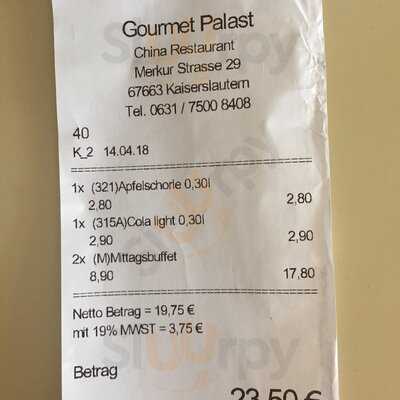 Gourmet Palast
China Restaurant
Merkur Strasse 29
67663 Kaiserslautern
Tel. 0631 / 7500 8408
40
K_2 14.04.18
1x (321)Apfelschorle 0,30l
2,80 2,80
1x (315A)Cola light 0,30l
2,90 2,90
2x (M)Mittagsbuffet
8,90 17,80
Netto Betrag = 19,75 €
mit 19% MWST = 3,75 €
Betrag
23,50 €